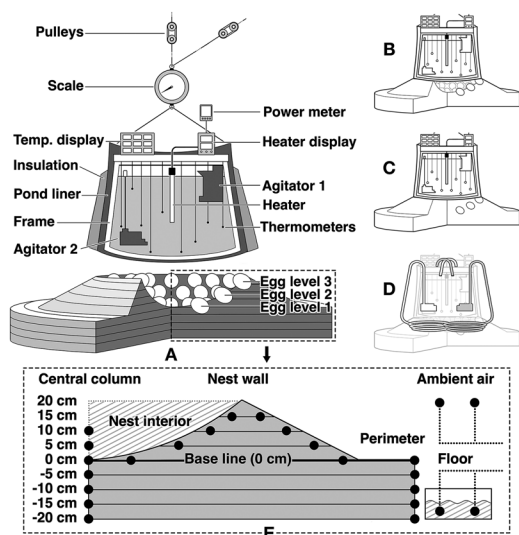 Pulleys
Scale
Power meter
Temp. display
Heater display
Insulation
Pond liner
Agitator 1
Frame
Heater
Thermometers
Agitator 2
Egg level 3
Egg level 2
Egg level 1
A
B
C
D
Central column
Nest wall
Ambient air
20 cm
15 cm
10 cm
5 cm
0 cm
-5 cm
-10 cm
-15 cm
-20 cm
Nest interior
Perimeter
Base line (0 cm)
Floor
E